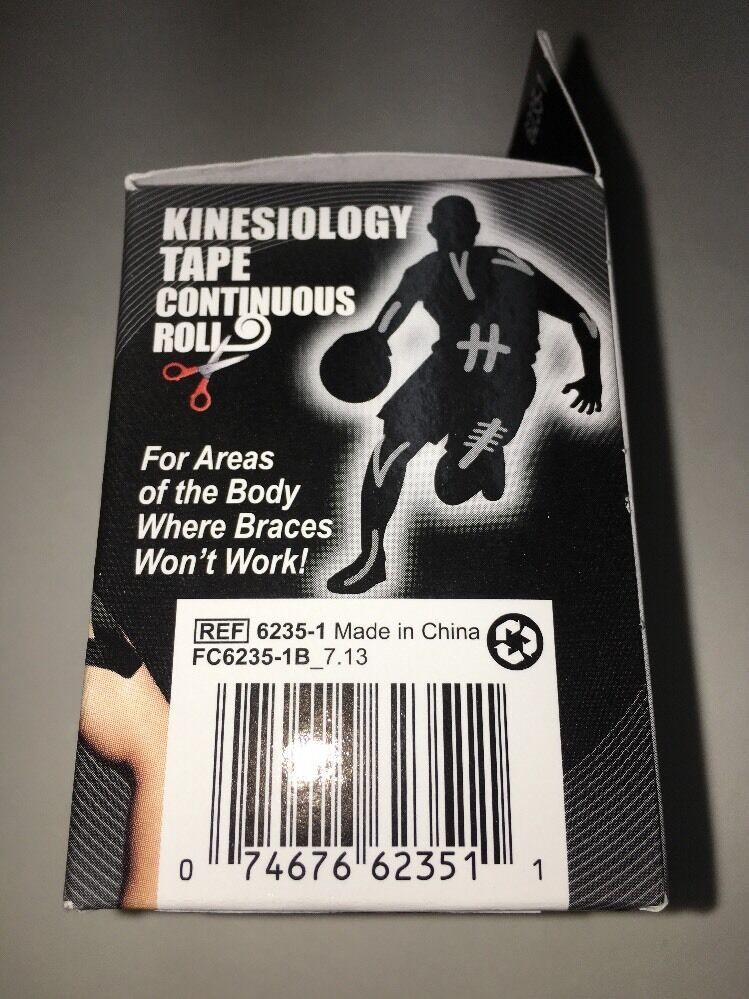 KINESIOLOGY
TAPE
CONTINUOUS
ROLL
For Areas
of the Body
Where Braces
Won't Work!
REF 6235-1 Made in China
FC6235-1B_7.13
0 74676 62351 1